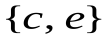 {c, e}